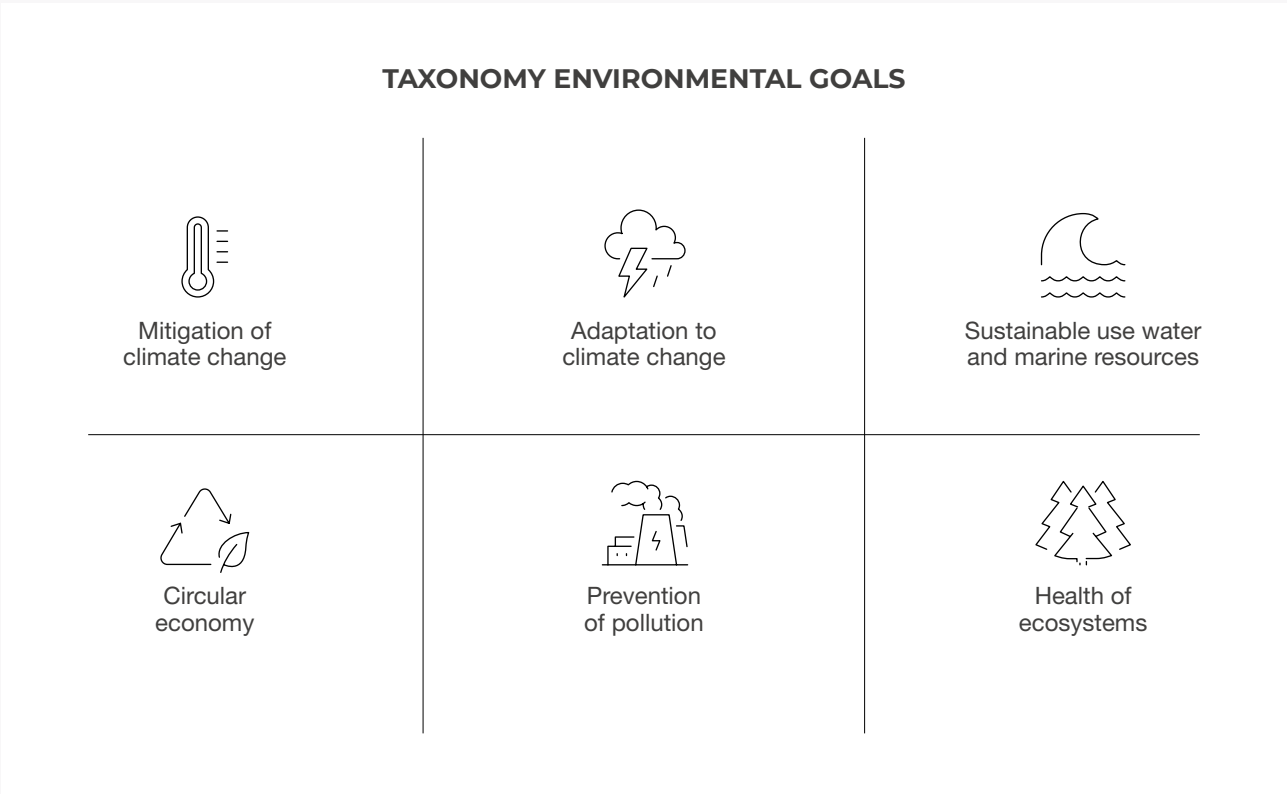 TAXONOMY ENVIRONMENTAL GOALS
Mitigation of
climate change
Adaptation to
climate change
Sustainable use water
and marine resources
Circular
economy
Prevention
of pollution
Health of
ecosystems